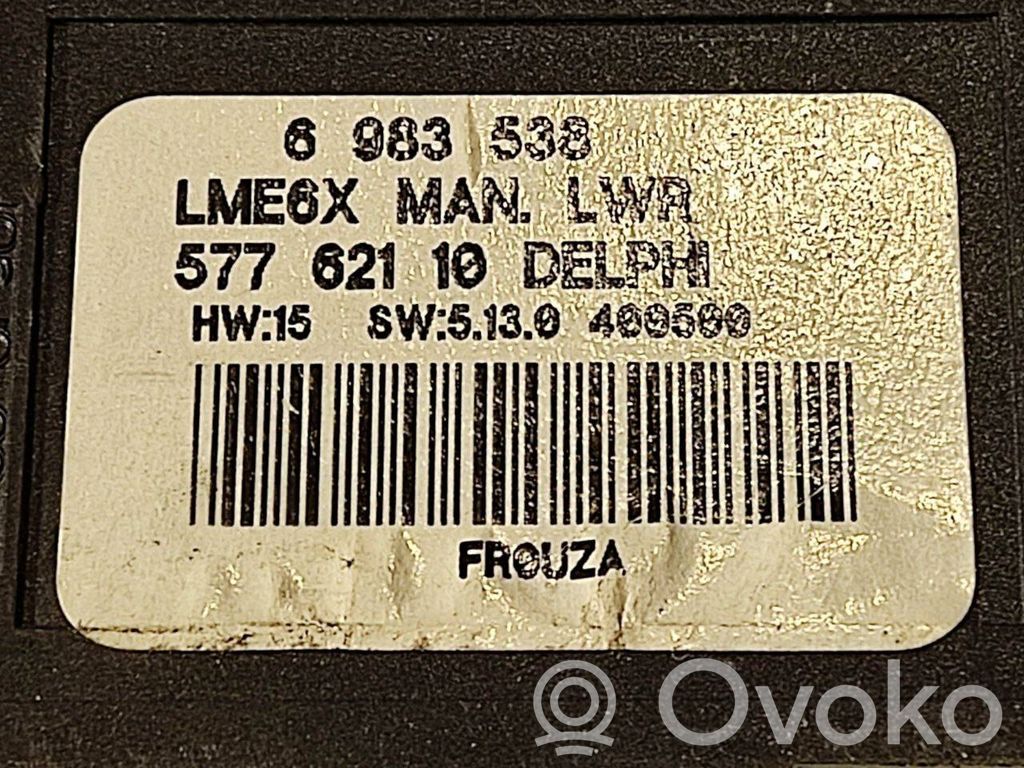 6 983 538
LME6X MAN. LWR
577 621 10 DELPHI
HW:15 SW:5.13.0 409500
FROUZA
Ovoko